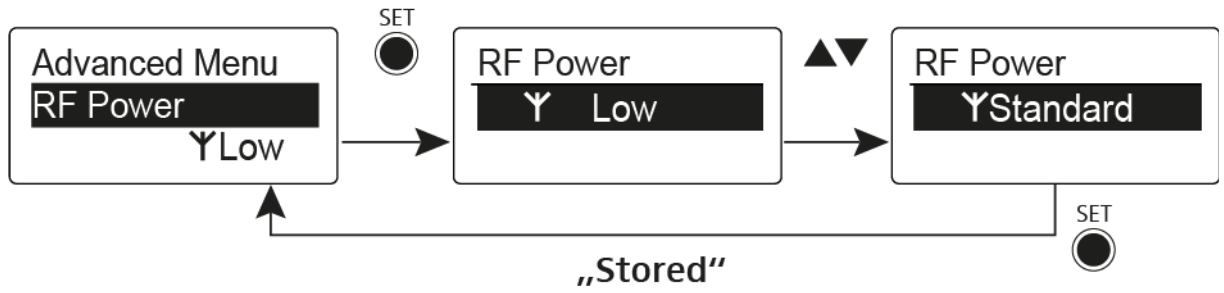 SET
Advanced Menu
RF Power
Low
RF Power
Low
RF Power
Standard
SET
„Stored“